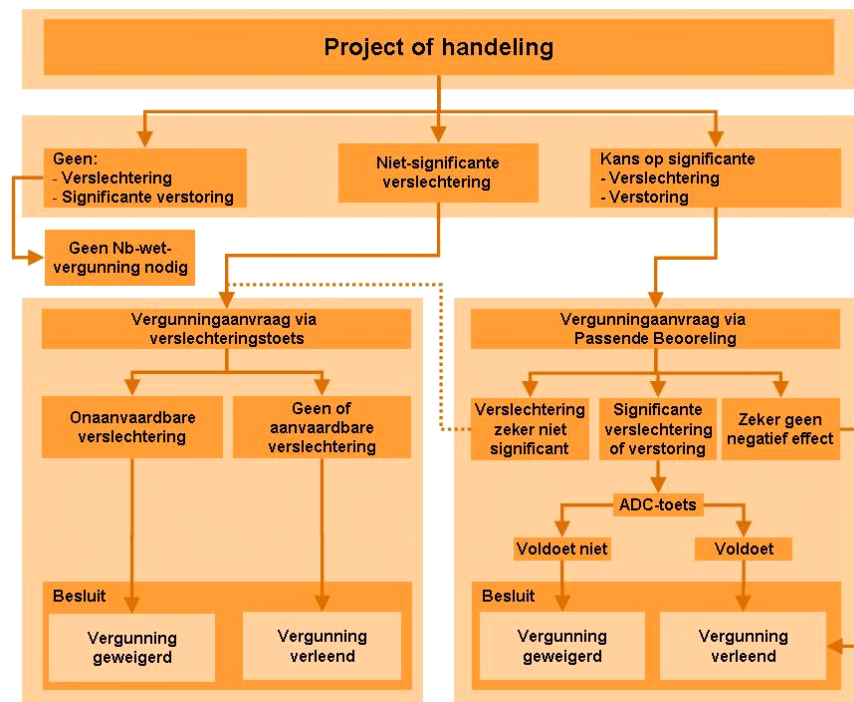 Project of handeling
Geen:
- Verslechtering
- Significante verstoring
Niet-significante
verslechtering
Kans op significante
- Verslechtering
- Verstoring
Geen Nb-wet-
vergunning nodig
Vergunningaanvraag via
verslechteringstoets
Onaanvaardbare
verslechtering
Geen of
aanvaardbare
verslechtering
Besluit
Vergunning
geweigerd
Vergunning
verleend
Vergunningaanvraag via
Passende Beooreling
Verslechtering
zeker niet
significant
Significante
verslechtering
of verstoring
Zeker geen
negatief effect
ADC-toets
Voldoet niet
Voldoet
Besluit
Vergunning
geweigerd
Vergunning
verleend